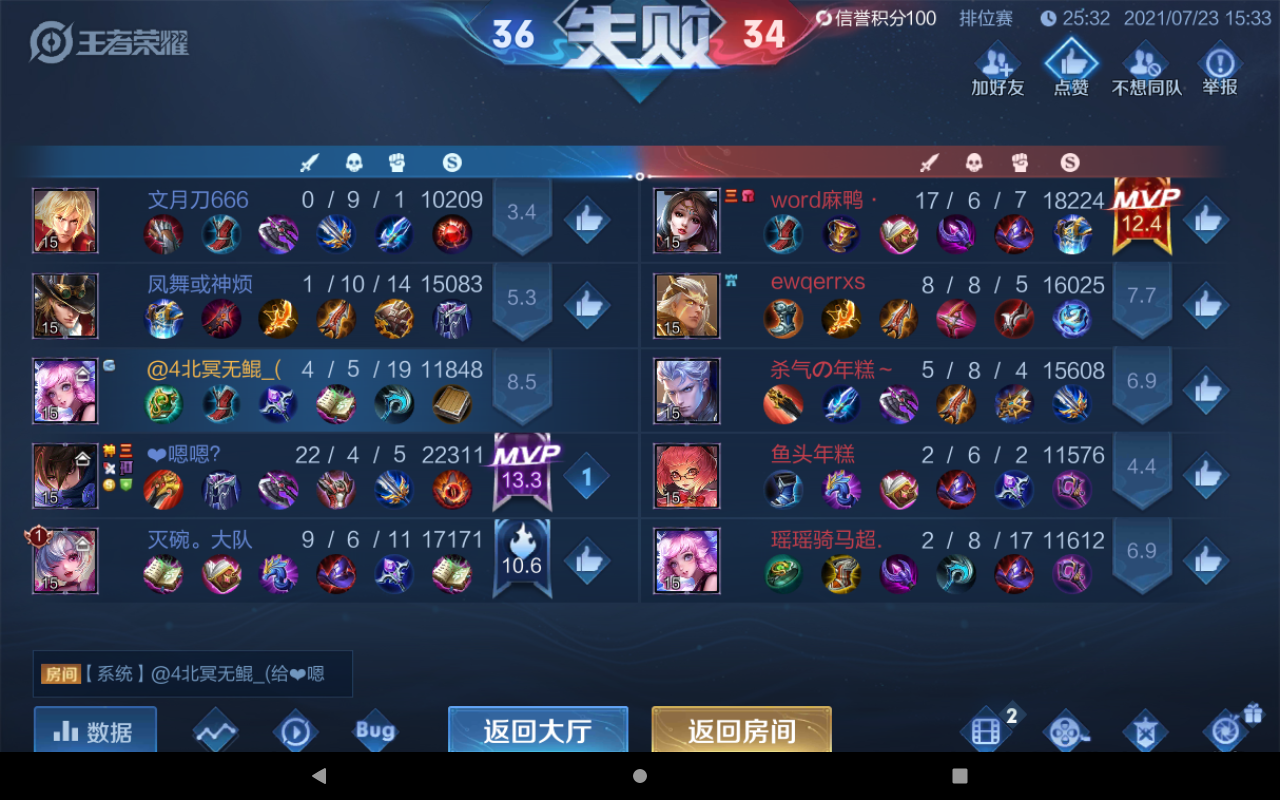 王者荣耀
36 失败 34
信誉积分100 排位赛 25:32 2021/07/23 15:33
加好友 点赞 不想同队 举报
S S
15 文月刀666 0 / 9 / 1 10209 3.4
15 word麻鸭 · 17 / 6 / 7 18224 MVP 12.4
15 凤舞或神烦 1 / 10 / 14 15083 5.3
15 ewqerrxs 8 / 8 / 5 16025 7.7
15 @4北冥无鲲_( 4 / 5 / 19 11848 8.5
15 杀气の年糕~ 5 / 8 / 4 15608 6.9
15 神 三 ❤嗯嗯? 22 / 4 / 5 22311 MVP 13.3 1
15 鱼头年糕 2 / 6 / 2 11576 4.4
1 15 灭碗。大队 9 / 6 / 11 17171 10.6
15 瑶瑶骑马超. 2 / 8 / 17 11612 6.9
房间【系统】@4北冥无鲲_(给❤嗯
数据 Bug 返回大厅 返回房间 2